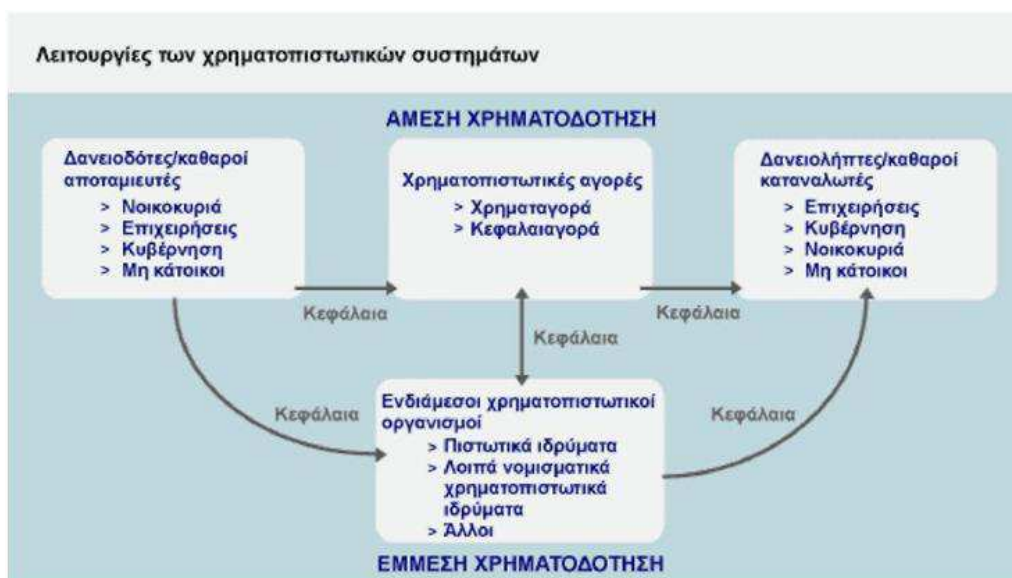 Λειτουργίες των χρηματοπιστωτικών συστημάτων
ΑΜΕΣΗ ΧΡΗΜΑΤΟΔΟΤΗΣΗ
Δανειοδότες/καθαροί
αποταμιευτές
> Νοικοκυριά
> Επιχειρήσεις
> Κυβέρνηση
> Μη κάτοικοι
Χρηματοπιστωτικές αγορές
> Χρηματαγορά
> Κεφαλαιαγορά
Δανειολήπτες/καθαροί
καταναλωτές
> Επιχειρήσεις
> Κυβέρνηση
> Νοικοκυριά
> Μη κάτοικοι
Κεφάλαια
Κεφάλαια
Κεφάλαια
Κεφάλαια
Κεφάλαια
Ενδιάμεσοι χρηματοπιστωτικοί
οργανισμοί
> Πιστωτικά ιδρύματα
> Λοιπά νομισματικά
χρηματοπιστωτικά
ιδρύματα
> Άλλοι
ΕΜΜΕΣΗ ΧΡΗΜΑΤΟΔΟΤΗΣΗ